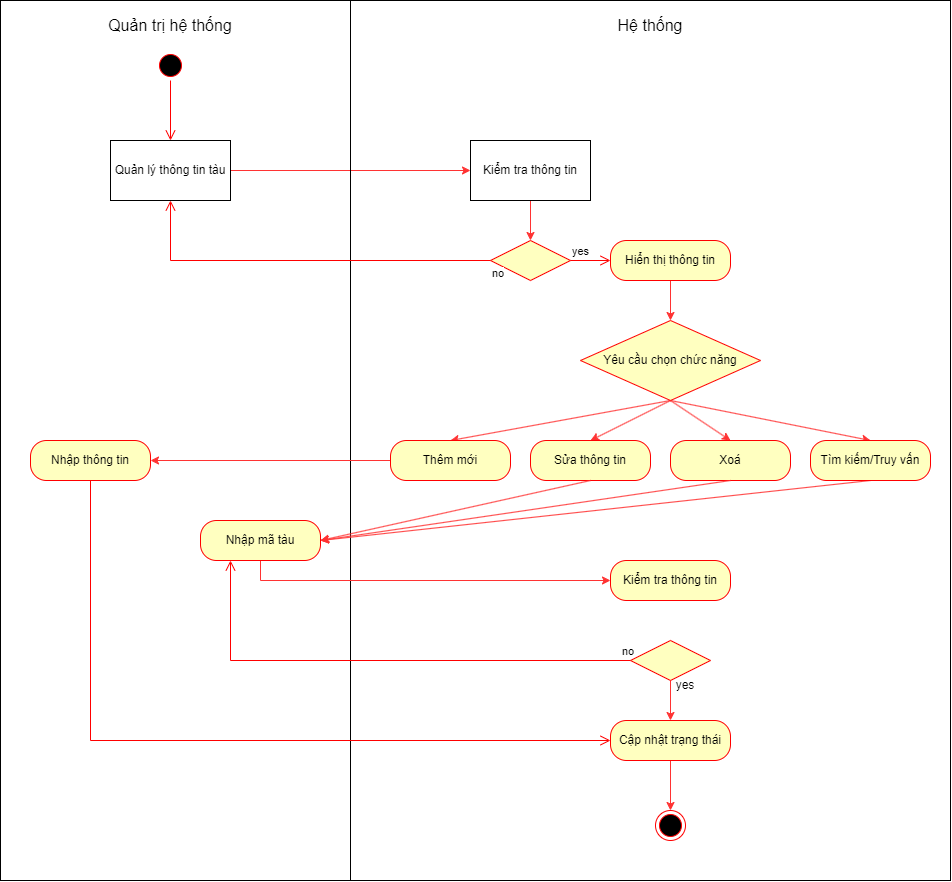 Quản trị hệ thống
Hệ thống
Quản lý thông tin tàu
Kiểm tra thông tin
yes
no
Hiển thị thông tin
Yêu cầu chọn chức năng
Nhập thông tin
Thêm mới
Sửa thông tin
Xoá
Tìm kiếm/Truy vấn
Nhập mã tàu
Kiểm tra thông tin
no
yes
Cập nhật trạng thái